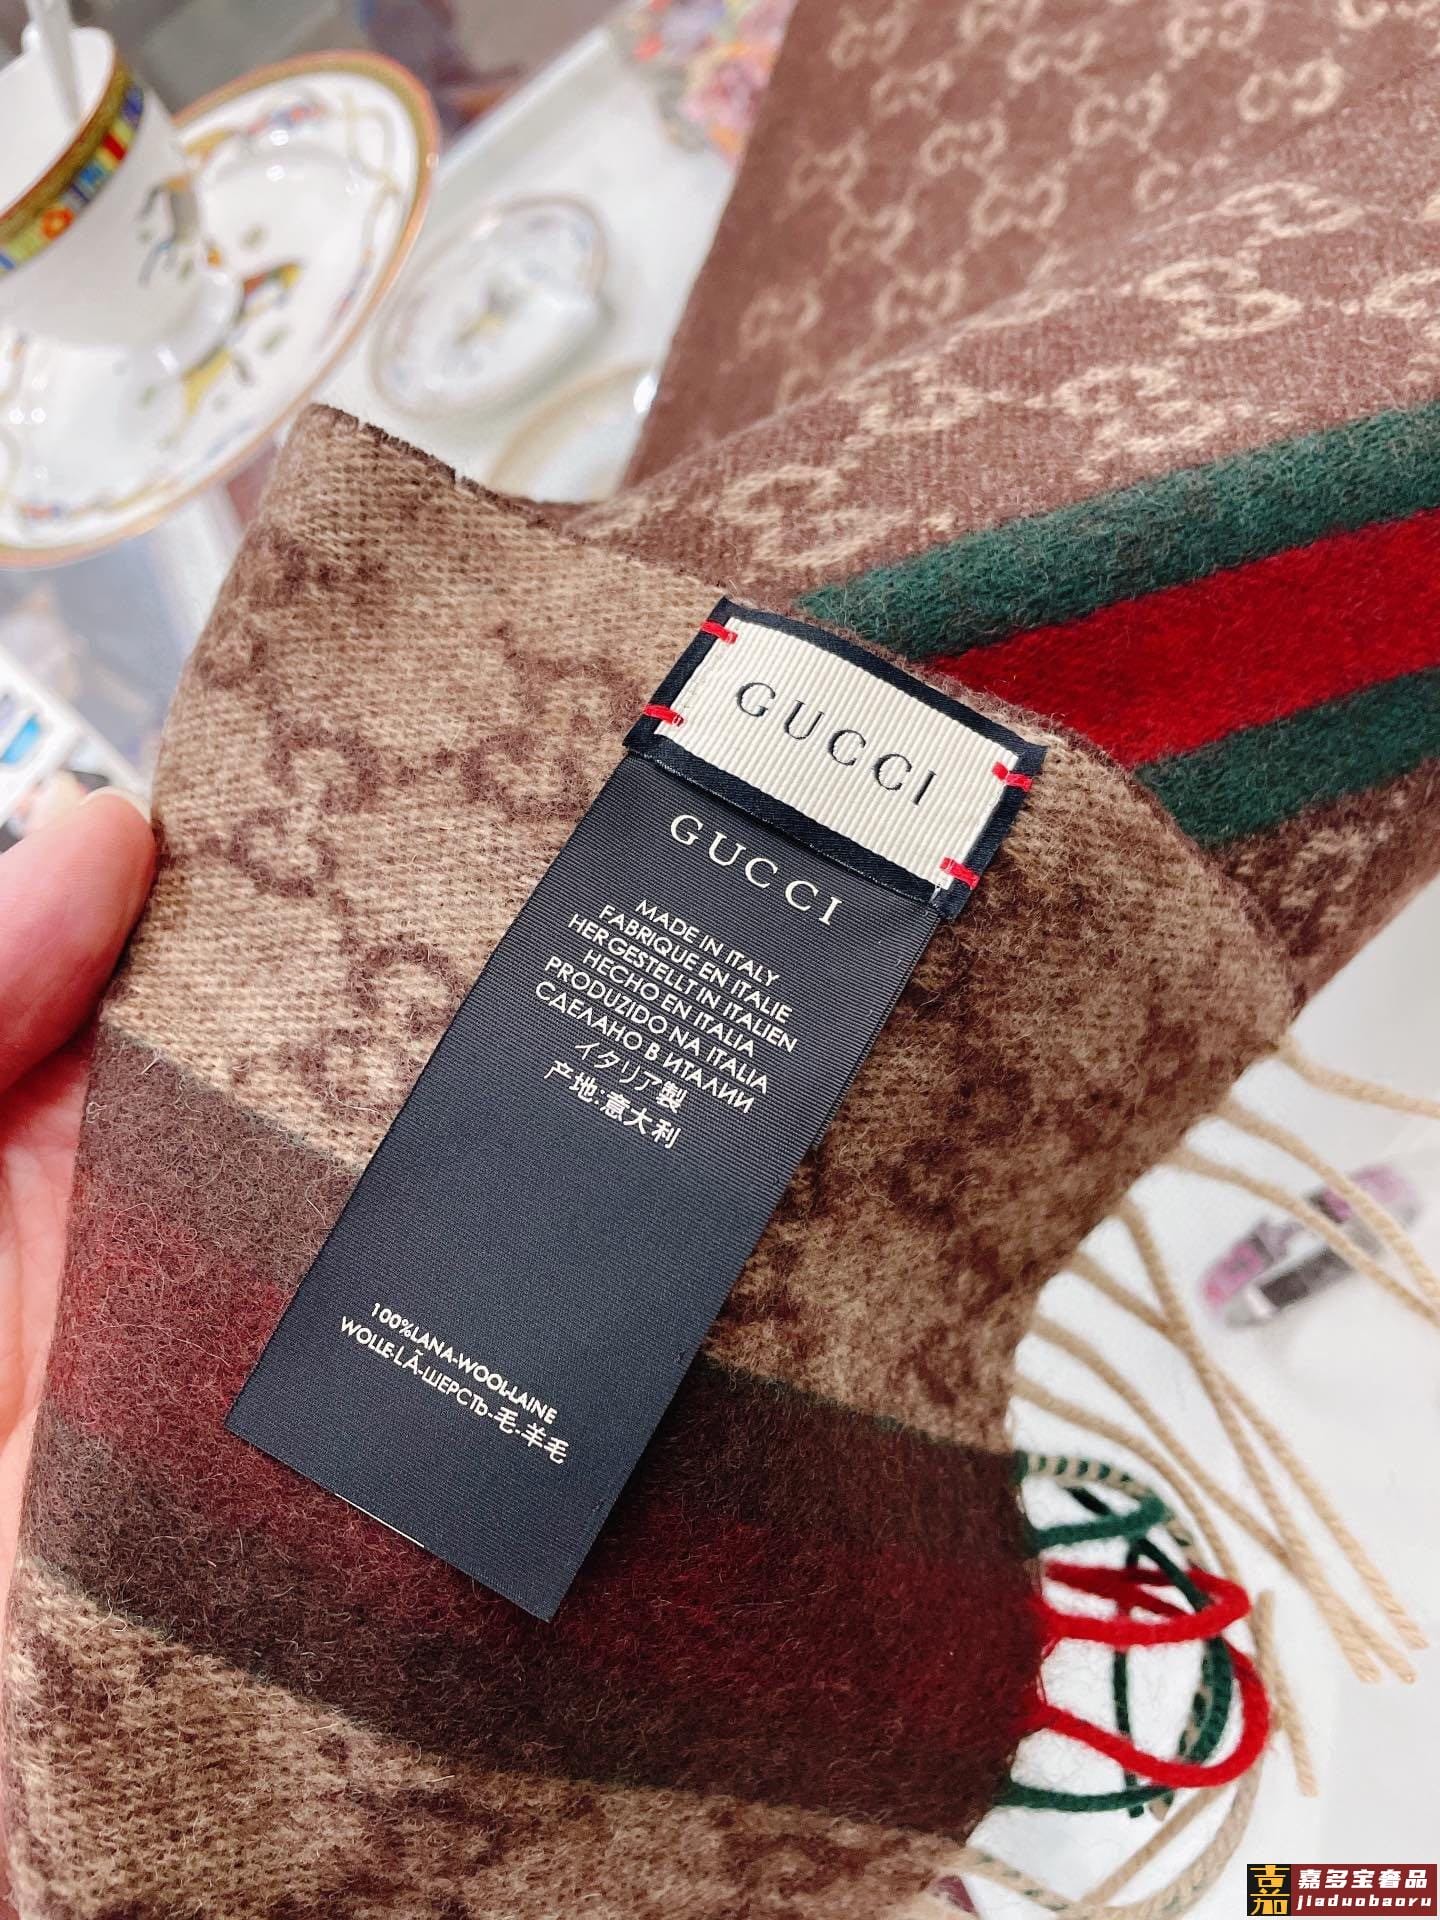 GUCCI
GUCCI
MADE IN ITALY
FABRIQUE EN ITALIE
HERGESTELLT IN ITALIEN
HECHO EN ITALIA
PRODUZIDO NA ITALIA
СДЕЛАНО В ИТАЛИИ
イタリア製
产地:意大利
100%LANA-WOOL-LAINE
WOLLE-LÃ-ШЕРСТЬ-毛-羊毛
嘉 嘉多宝奢品
jiaduobaoru